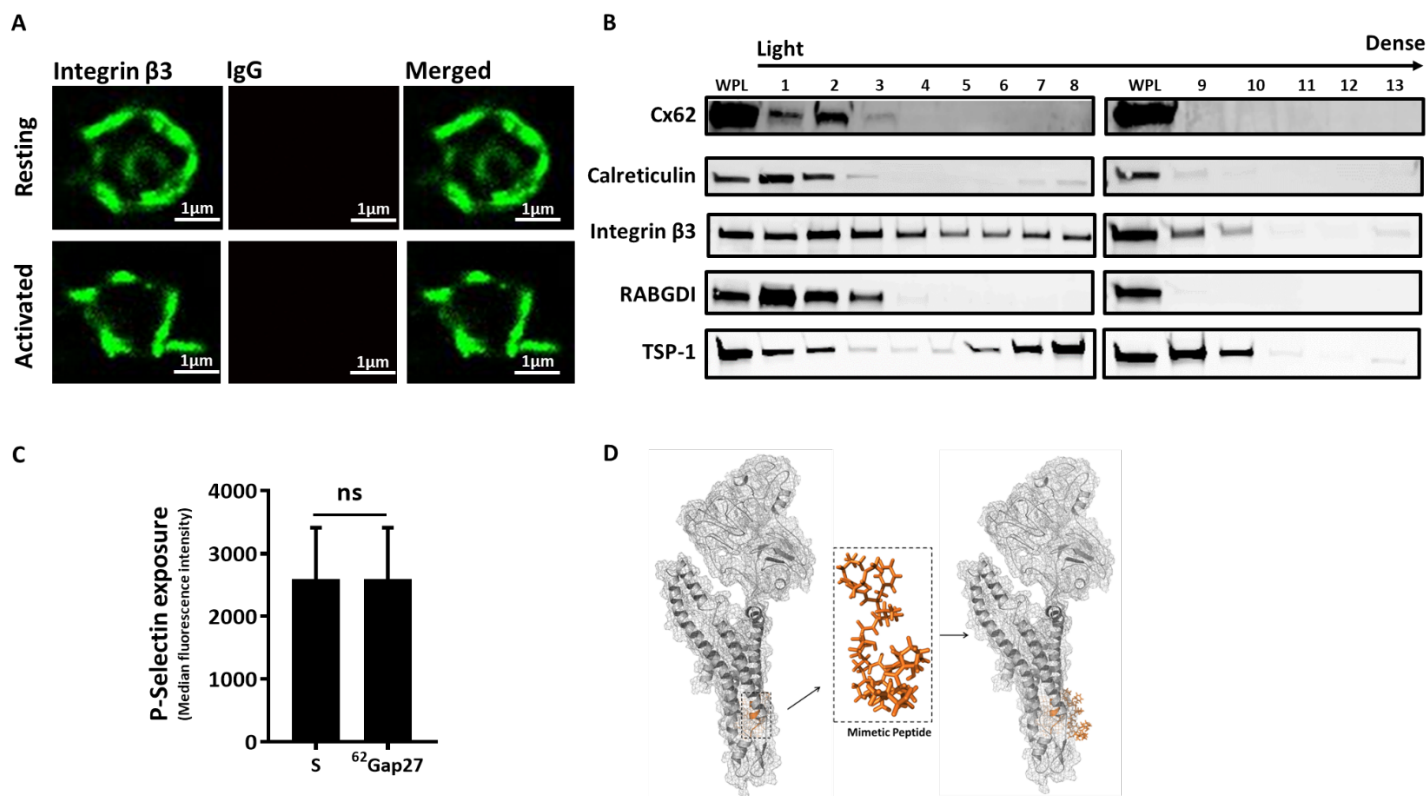 A
Integrin β3 IgG Merged
Resting
1μm 1μm 1μm
Activated
1μm 1μm 1μm
B
Light Dense
WPL 1 2 3 4 5 6 7 8 WPL 9 10 11 12 13
Cx62
Calreticulin
Integrin β3
RABGDI
TSP-1
C
P-Selectin exposure
(Median fluorescence intensity)
4000
3000
2000
1000
0
ns
S ⁶²Gap27
D
Mimetic Peptide